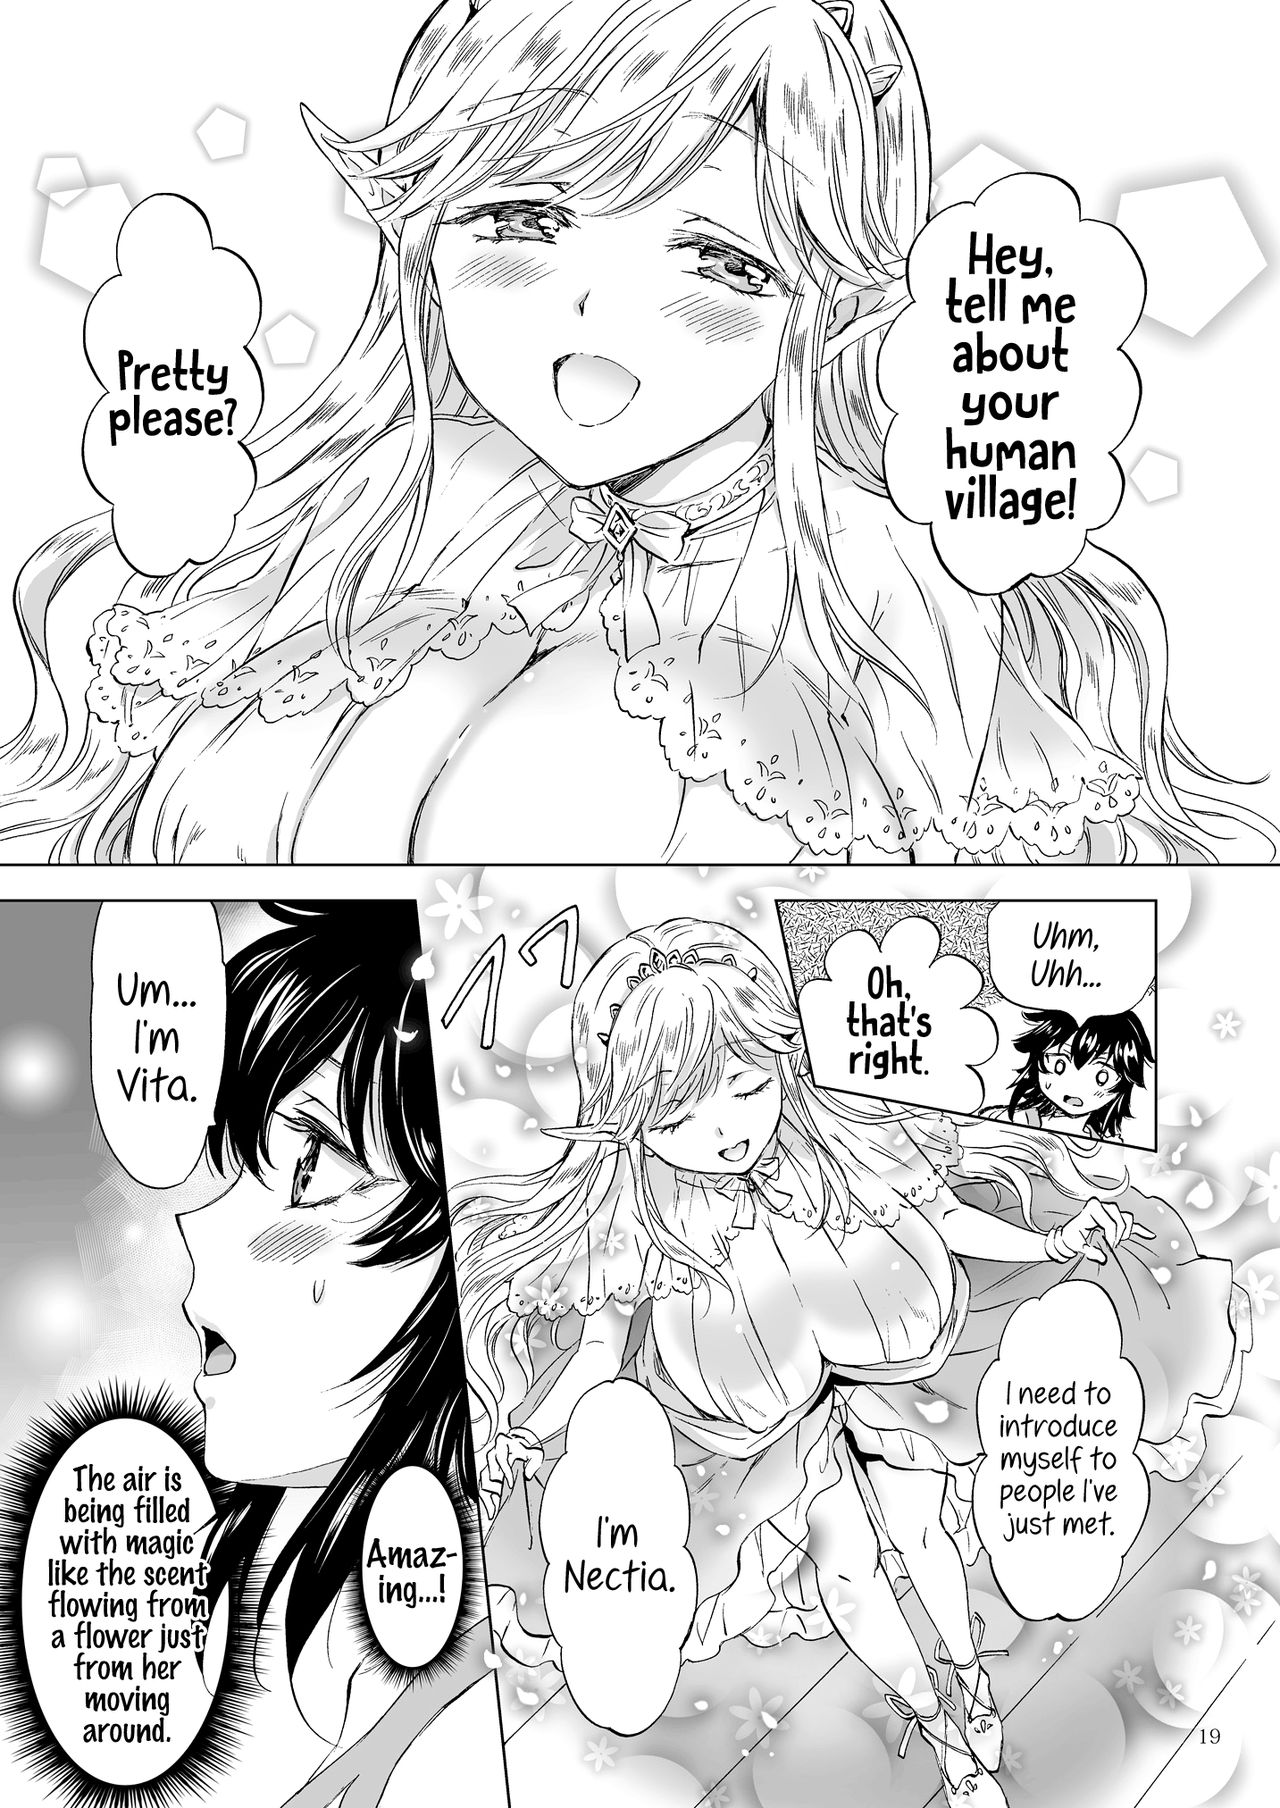 Hey,
tell me
about
your
human
village!
Pretty
please?
Uhm,
Uhh...
Oh,
that's
right.
フワ
I need to
introduce
myself to
people I've
just met.
I'm
Nectia.
Um...
I'm
Vita.
Amaz-
ing...!
The air is
being filled
with magic
like the scent
flowing from
a flower just
from her
moving
around.
19